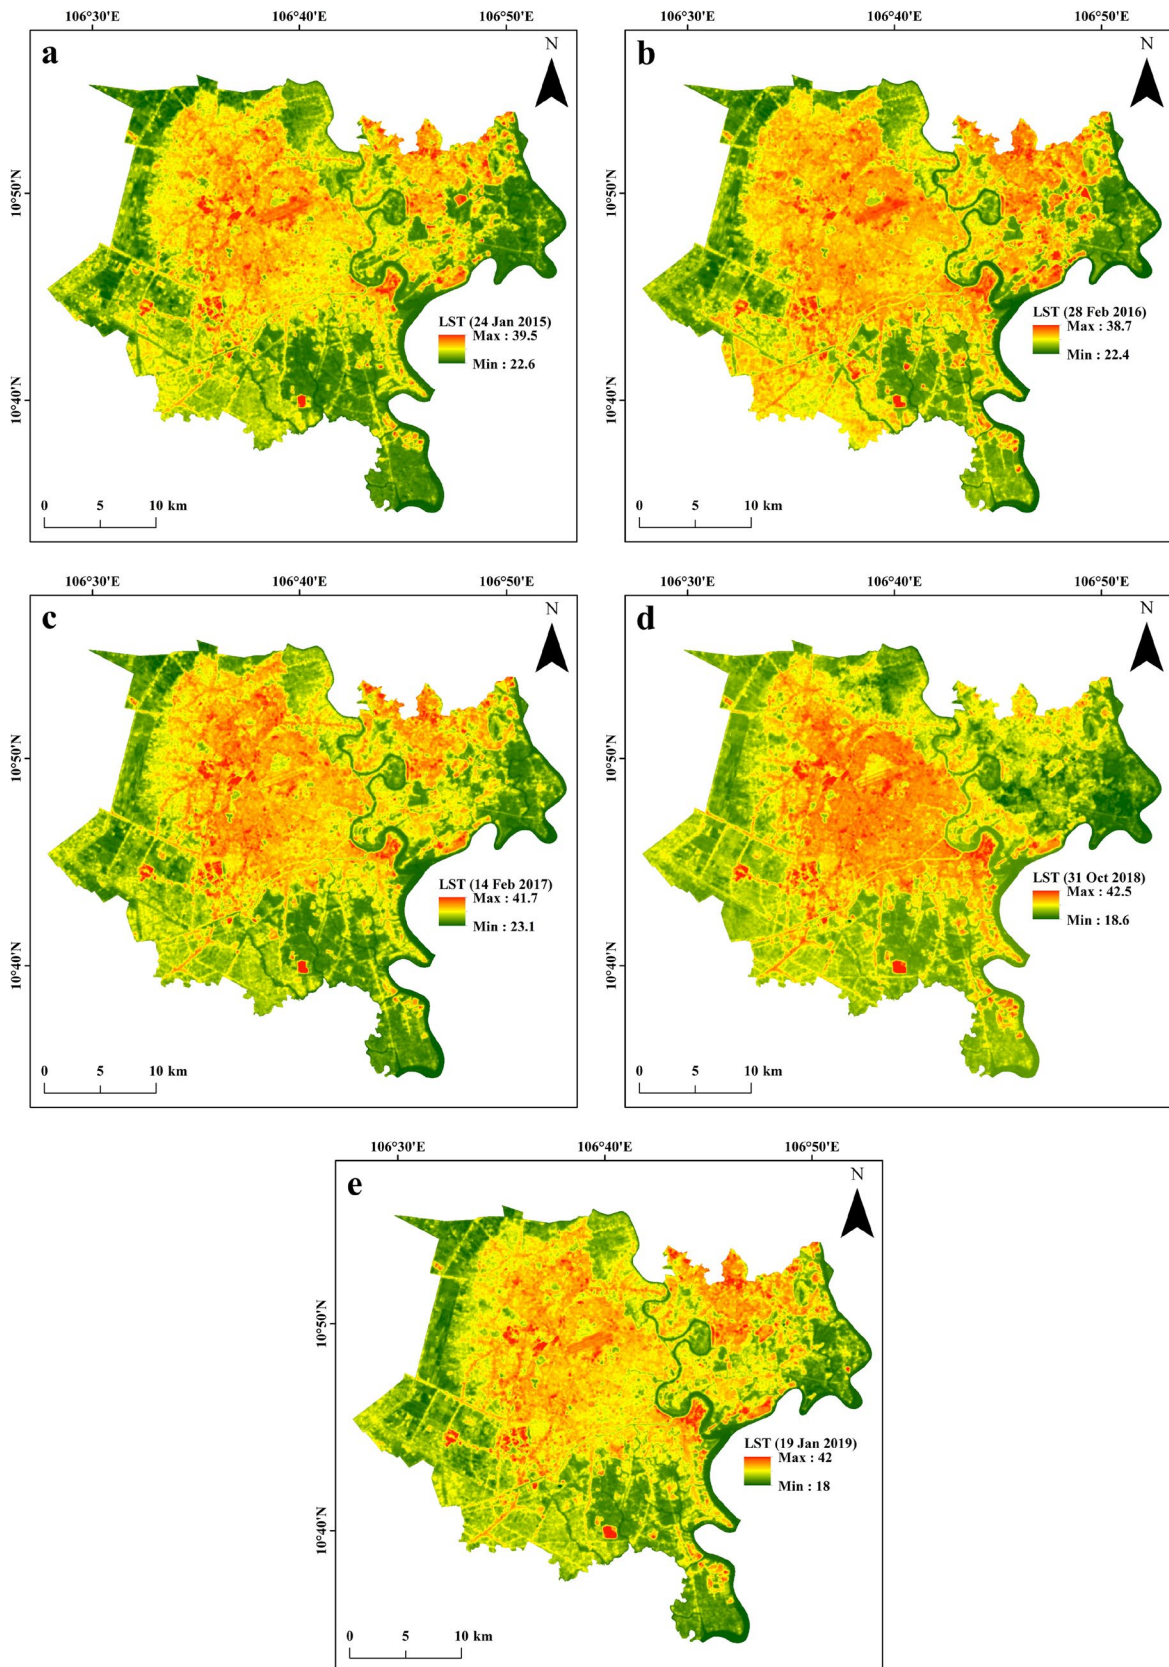 106°30'E 106°40'E 106°50'E
106°30'E 106°40'E 106°50'E
a
N
b
N
10°50'N
10°50'N
LST (24 Jan 2015)
Max : 39.5
Min : 22.6
LST (28 Feb 2016)
Max : 38.7
Min : 22.4
10°40'N
10°40'N
0 5 10 km
0 5 10 km
106°30'E 106°40'E 106°50'E
106°30'E 106°40'E 106°50'E
c
N
d
N
10°50'N
10°50'N
LST (14 Feb 2017)
Max : 41.7
Min : 23.1
LST (31 Oct 2018)
Max : 42.5
Min : 18.6
10°40'N
10°40'N
0 5 10 km
0 5 10 km
106°30'E 106°40'E 106°50'E
e
N
10°50'N
LST (19 Jan 2019)
Max : 42
Min : 18
10°40'N
0 5 10 km